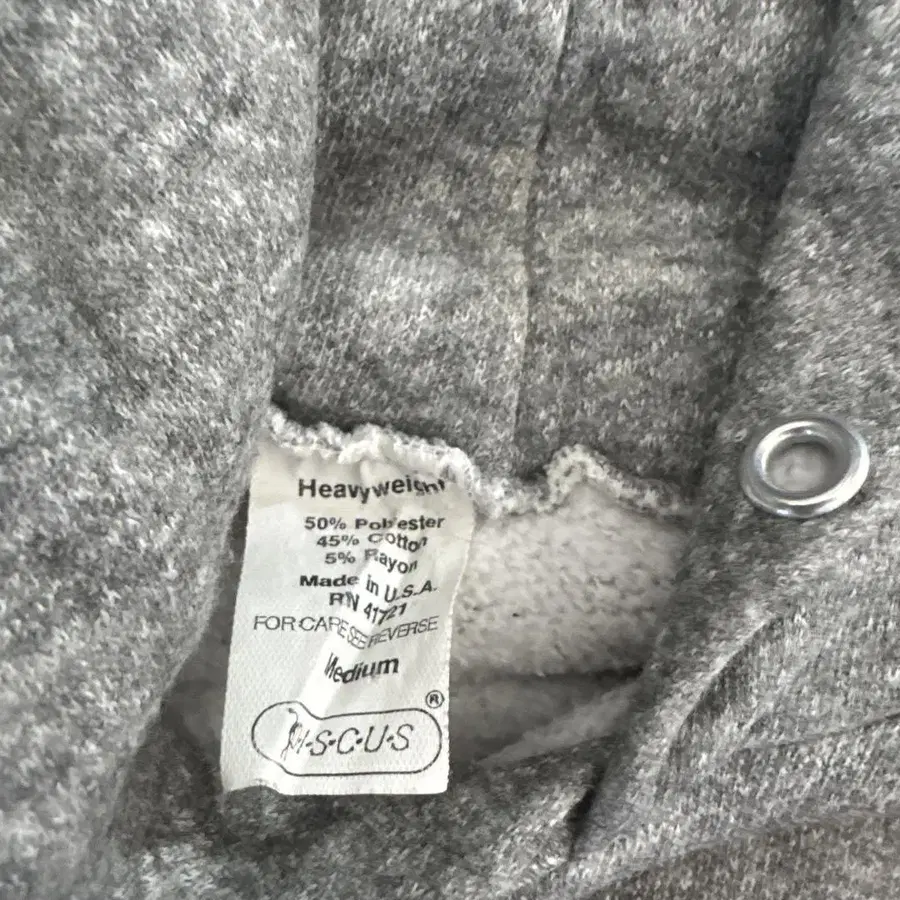 Heavyweight
50% Polyester
45% Cotton
5% Rayon
Made in U.S.A.
RN 41721
FOR CARE SEE REVERSE
Medium
®